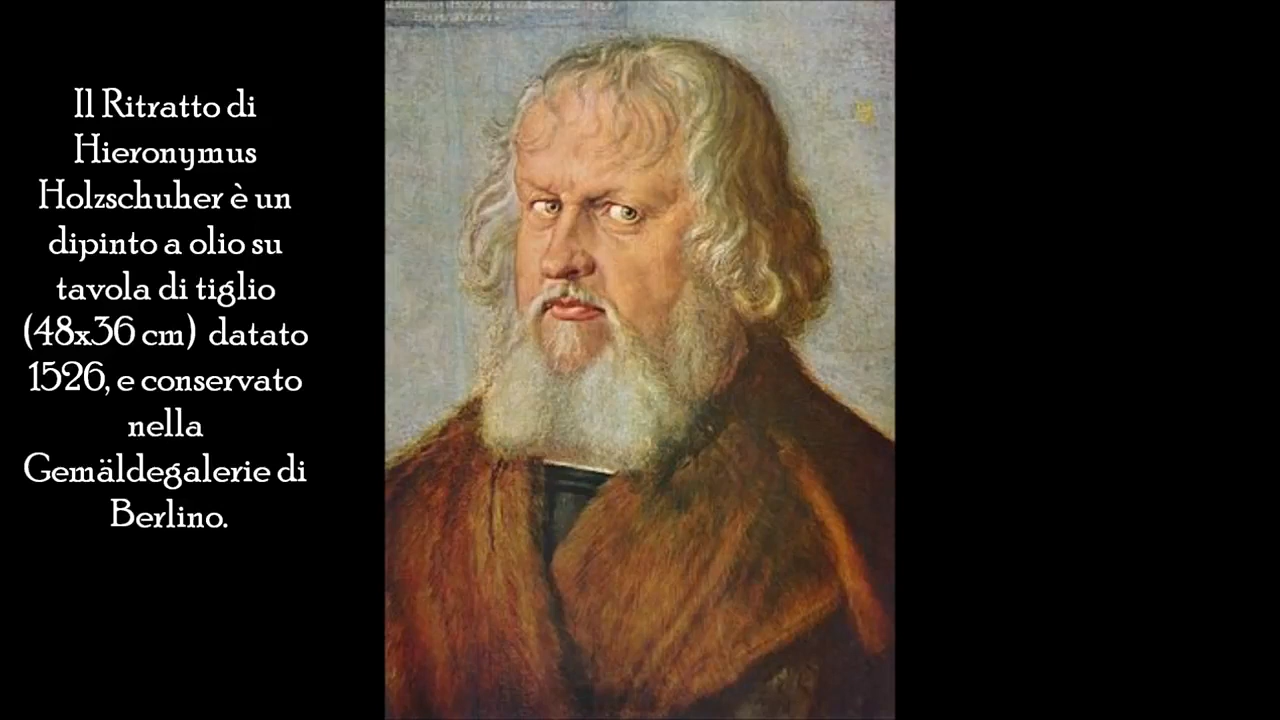 Il Ritratto di
Hieronymus
Holzschuher è un
dipinto a olio su
tavola di tiglio
(48x36 cm) datato
1526, e conservato
nella
Gemäldegalerie di
Berlino.